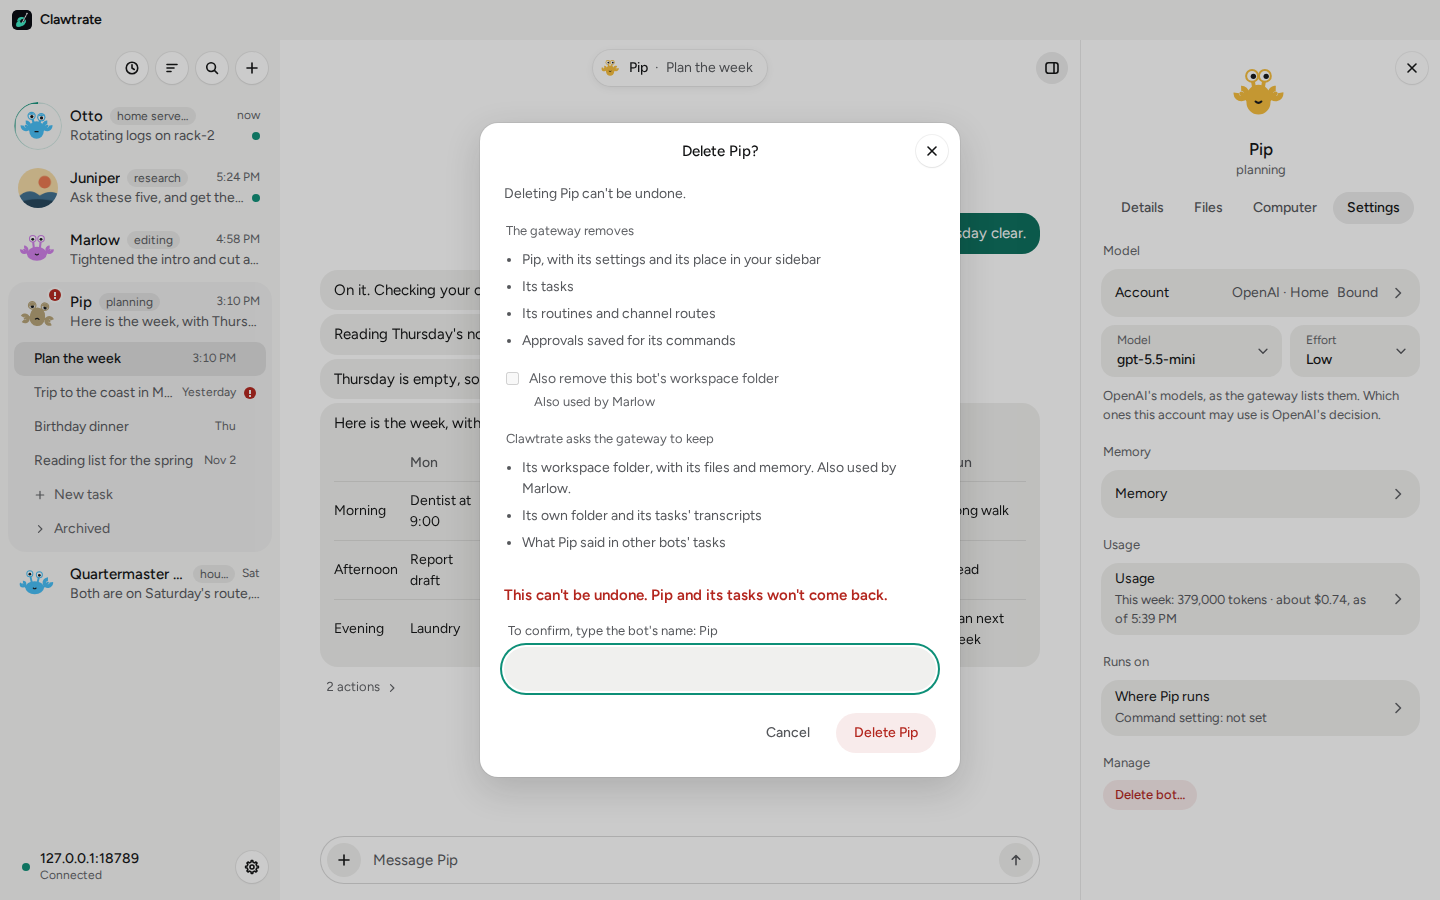 Clawtrate
Otto home serve... now
Rotating logs on rack-2
Juniper research 5:24 PM
Ask these five, and get the...
Marlow editing 4:58 PM
Tightened the intro and cut a...
Pip planning 3:10 PM
Here is the week, with Thurs...
Plan the week 3:10 PM
Trip to the coast in M... Yesterday
Birthday dinner Thu
Reading list for the spring Nov 2
New task
Archived
Quartermaster ... hou... Sat
Both are on Saturday's route,...
127.0.0.1:18789
Connected
Pip · Plan the week
sday clear.
On it. Checking your c
Reading Thursday's no
Thursday is empty, so
Here is the week, with
Mon un
Morning Dentist at 9:00 ong walk
Afternoon Report draft ead
Evening Laundry an next eek
2 actions
Message Pip
Delete Pip?
Deleting Pip can't be undone.
The gateway removes
• Pip, with its settings and its place in your sidebar
• Its tasks
• Its routines and channel routes
• Approvals saved for its commands
Also remove this bot's workspace folder
Also used by Marlow
Clawtrate asks the gateway to keep
• Its workspace folder, with its files and memory. Also used by
Marlow.
• Its own folder and its tasks' transcripts
• What Pip said in other bots' tasks
This can't be undone. Pip and its tasks won't come back.
To confirm, type the bot's name: Pip
Cancel Delete Pip
Pip
planning
Details Files Computer Settings
Model
Account OpenAI · Home Bound
Model
gpt-5.5-mini
Effort
Low
OpenAI's models, as the gateway lists them. Which
ones this account may use is OpenAI's decision.
Memory
Memory
Usage
Usage
This week: 379,000 tokens · about $0.74, as
of 5:39 PM
Runs on
Where Pip runs
Command setting: not set
Manage
Delete bot...